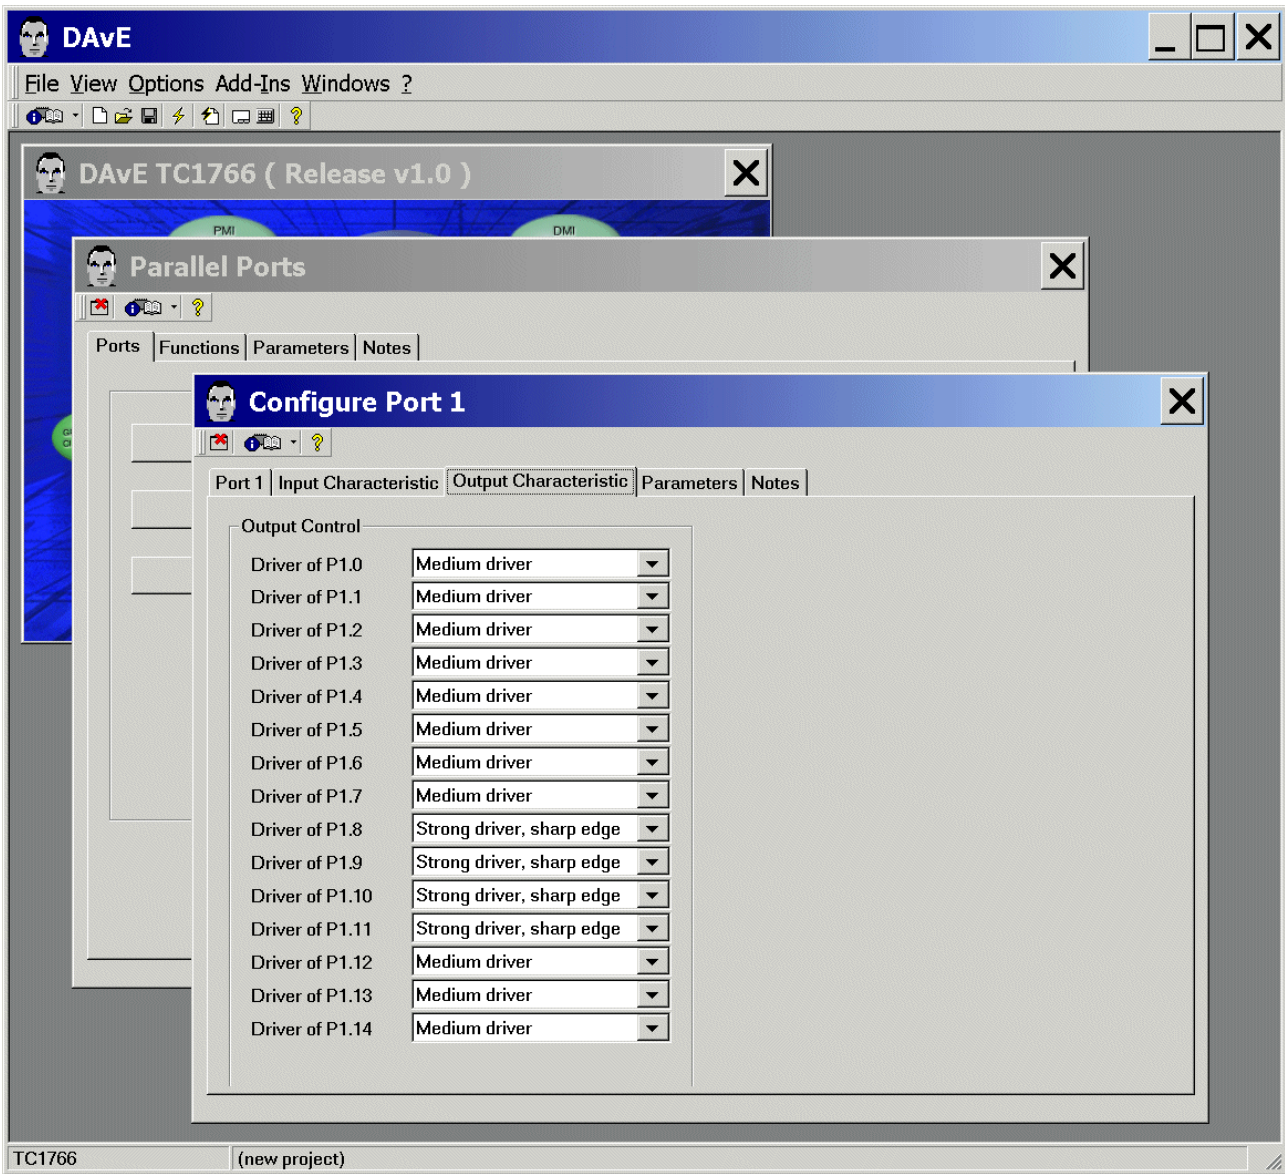 DAvE
File View Options Add-Ins Windows ?
DAvE TC1766 ( Release v1.0 )
PMI DMI
Parallel Ports
Ports Functions Parameters Notes
Configure Port 1
Port 1 Input Characteristic Output Characteristic Parameters Notes
Output Control
Driver of P1.0 Medium driver
Driver of P1.1 Medium driver
Driver of P1.2 Medium driver
Driver of P1.3 Medium driver
Driver of P1.4 Medium driver
Driver of P1.5 Medium driver
Driver of P1.6 Medium driver
Driver of P1.7 Medium driver
Driver of P1.8 Strong driver, sharp edge
Driver of P1.9 Strong driver, sharp edge
Driver of P1.10 Strong driver, sharp edge
Driver of P1.11 Strong driver, sharp edge
Driver of P1.12 Medium driver
Driver of P1.13 Medium driver
Driver of P1.14 Medium driver
TC1766 (new project)